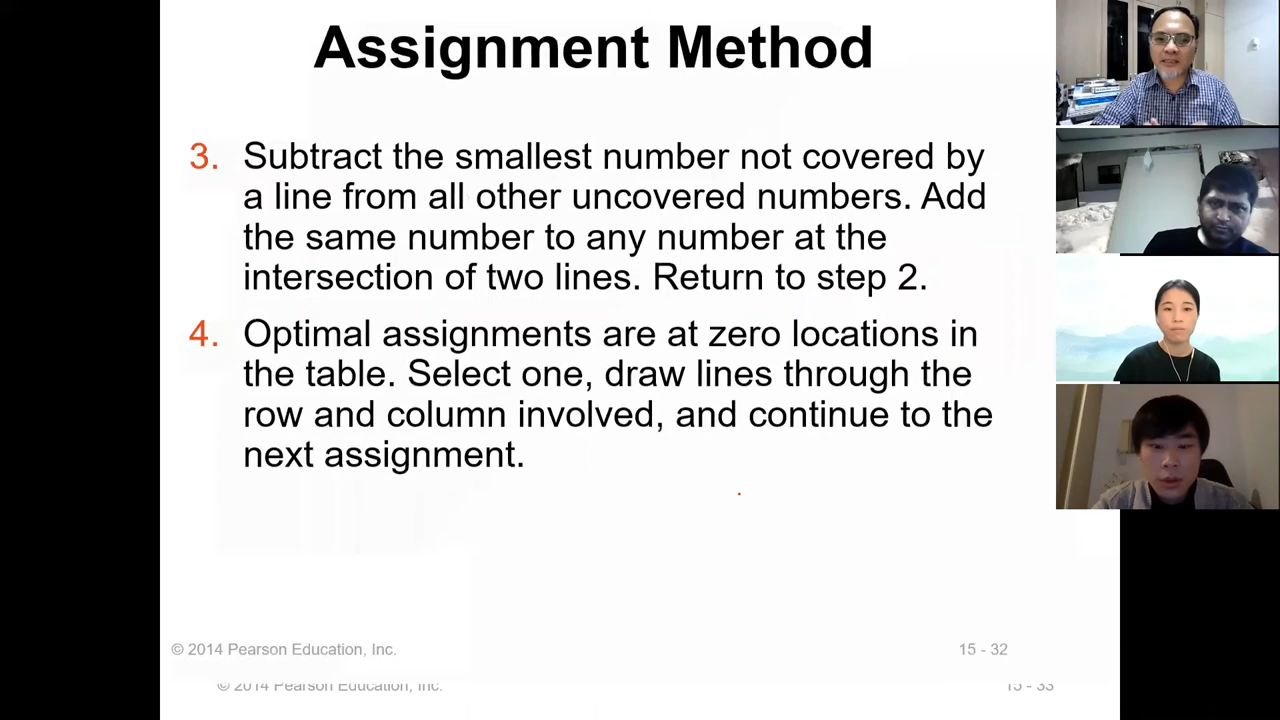 Assignment Method
3. Subtract the smallest number not covered by
a line from all other uncovered numbers. Add
the same number to any number at the
intersection of two lines. Return to step 2.
4. Optimal assignments are at zero locations in
the table. Select one, draw lines through the
row and column involved, and continue to the
next assignment.
© 2014 Pearson Education, Inc.
15 - 32
© 2014 Pearson Education, Inc.
15 - 33